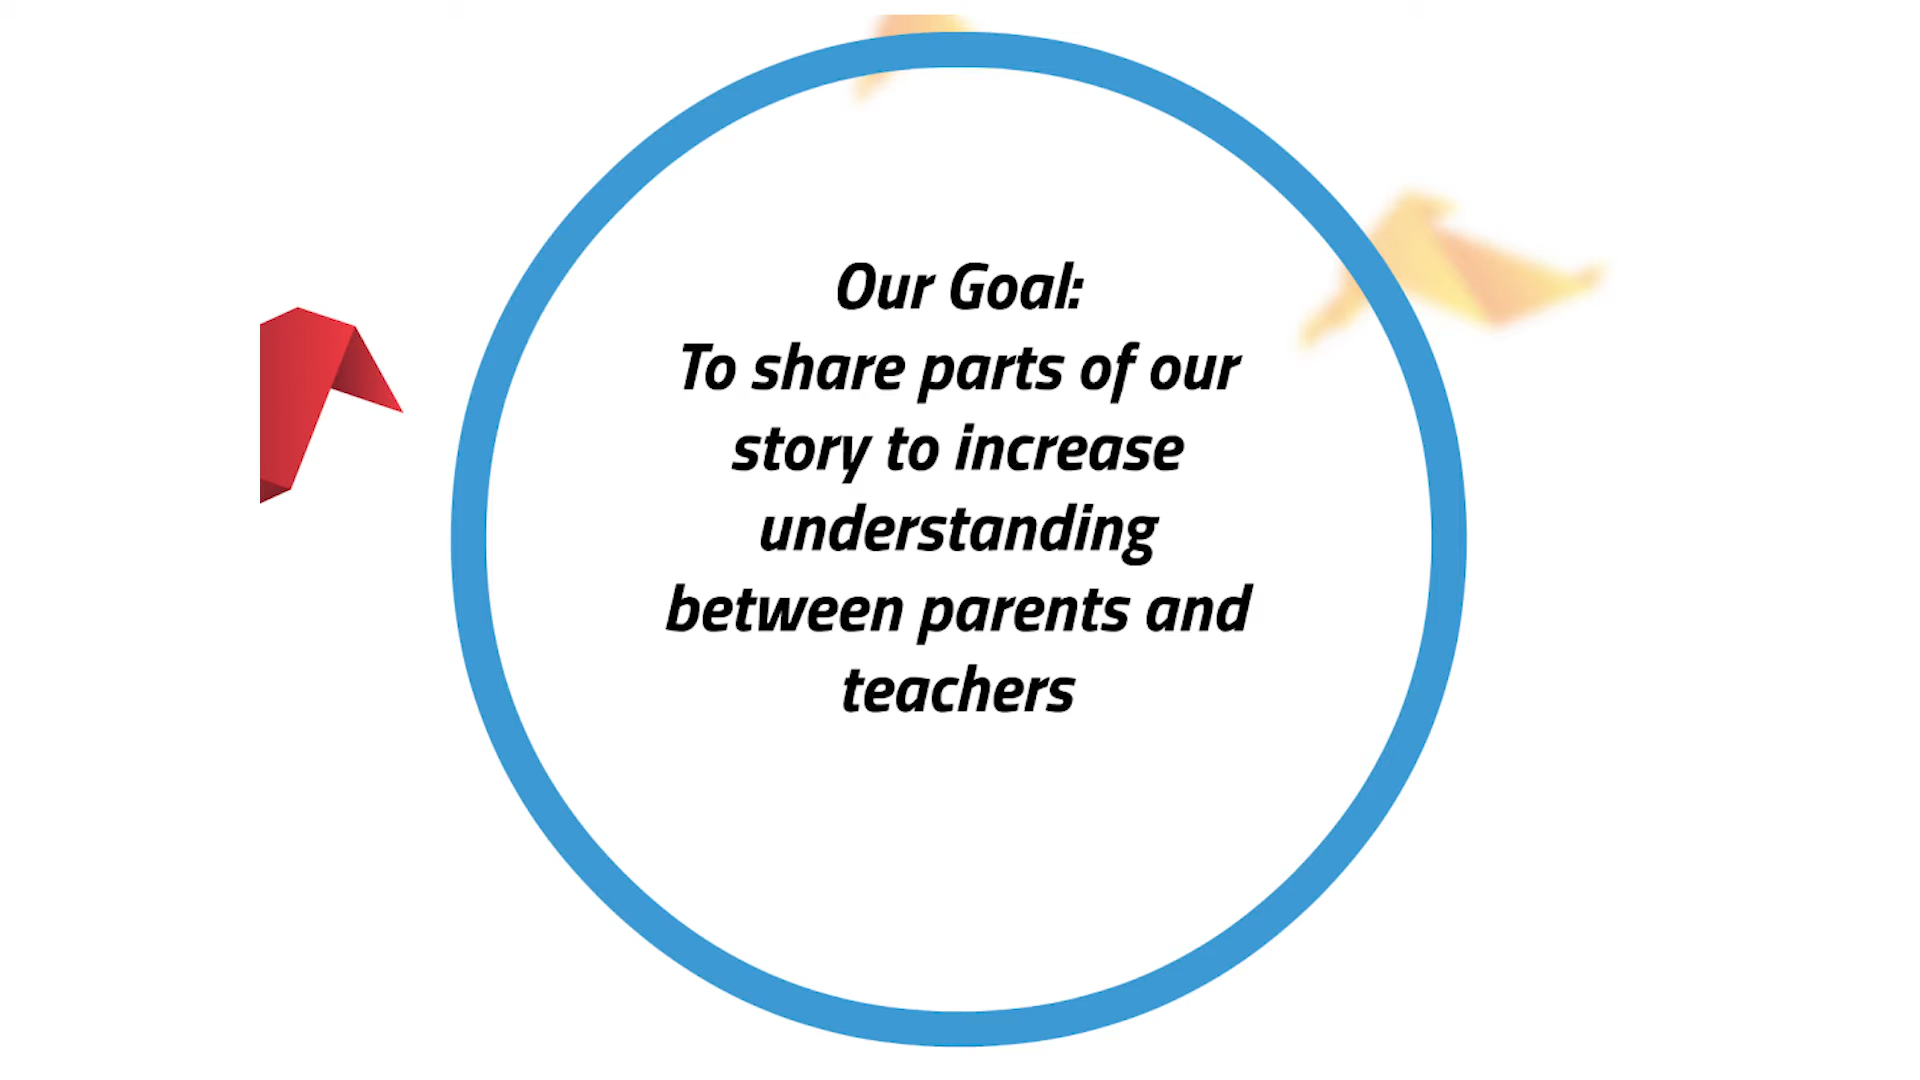 Our Goal:
To share parts of our
story to increase
understanding
between parents and
teachers